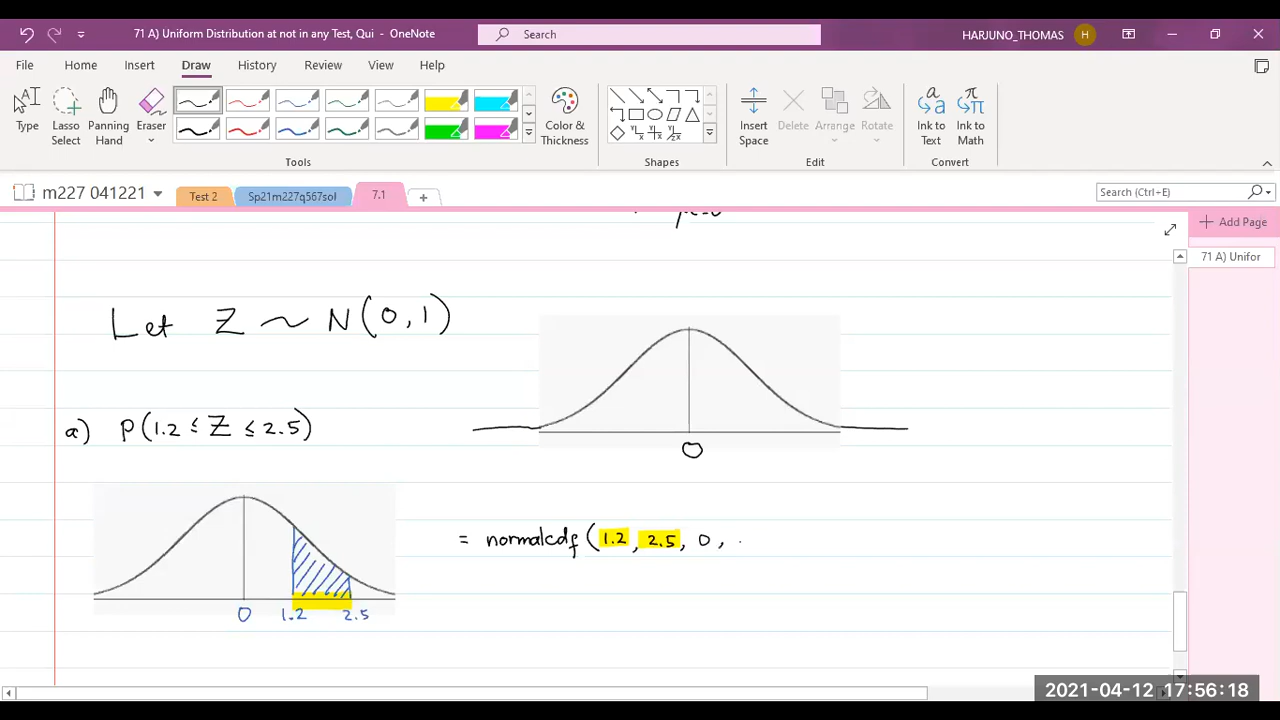 71 A) Uniform Distribution at not in any Test, Qui - OneNote
Search
HARJUNO_THOMAS
H
File Home Insert Draw History Review View Help
Type
Lasso Select
Panning Hand
Eraser
Color & Thickness
Insert Space
Delete
Arrange
Rotate
Ink to Text
Ink to Math
Tools
Shapes
Edit
Convert
m227 041221
Test 2
Sp21m227q567sol
7.1
Search (Ctrl+E)
Add Page
71 A) Unifor
Let Z ~ N(0,1)
0
a) P(1.2 ≤ Z ≤ 2.5)
= normalcdf(1.2, 2.5, 0,
0 1.2 2.5
2021-04-12 17:56:18